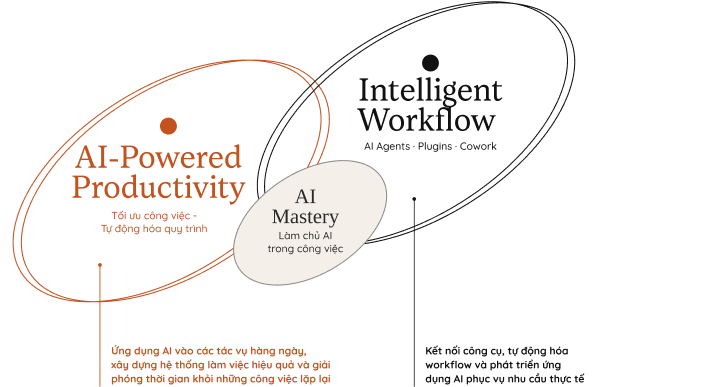 Intelligent
Workflow
AI Agents · Plugins · Cowork
AI-Powered
Productivity
Tối ưu công việc -
Tự động hóa quy trình
AI
Mastery
Làm chủ AI
trong công việc
Ứng dụng AI vào các tác vụ hàng ngày,
xây dựng hệ thống làm việc hiệu quả và giải
phóng thời gian khỏi những công việc lặp lại
Kết nối công cụ, tự động hóa
workflow và phát triển ứng
dụng AI phục vụ nhu cầu thực tế